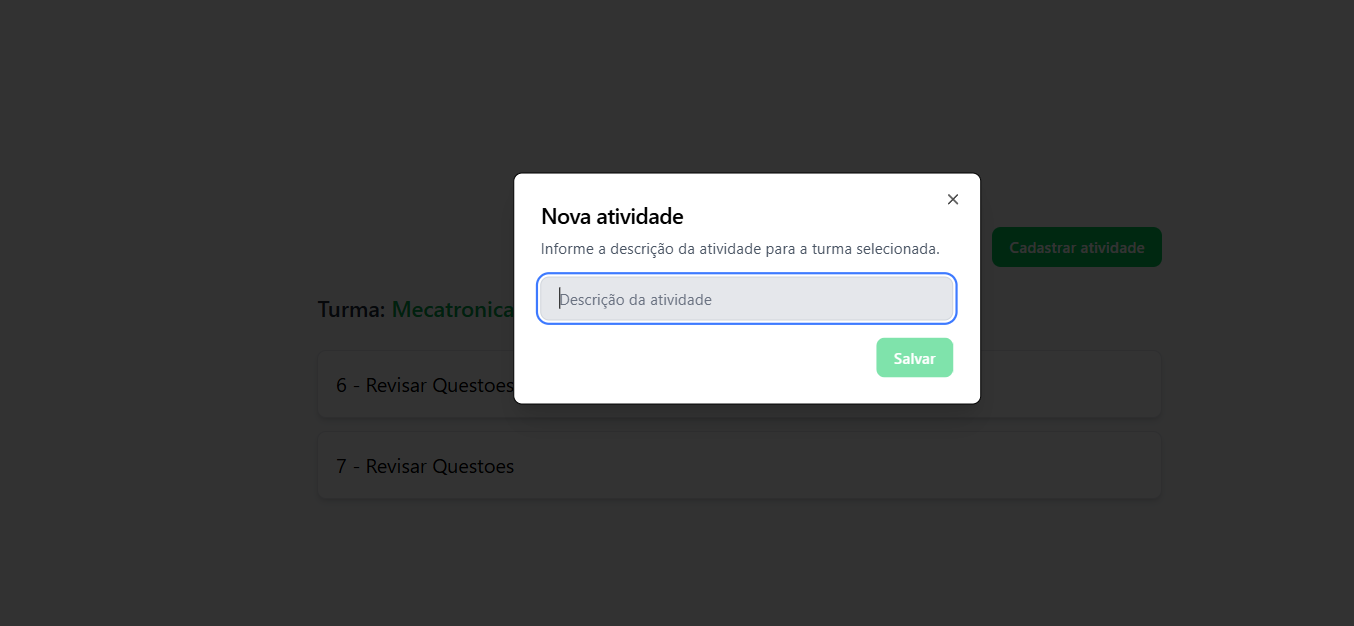 Nova atividade
Informe a descrição da atividade para a turma selecionada.
Cadastrar atividade
Descrição da atividade
Turma: Mecatronica
Salvar
6 - Revisar Questoes
7 - Revisar Questoes